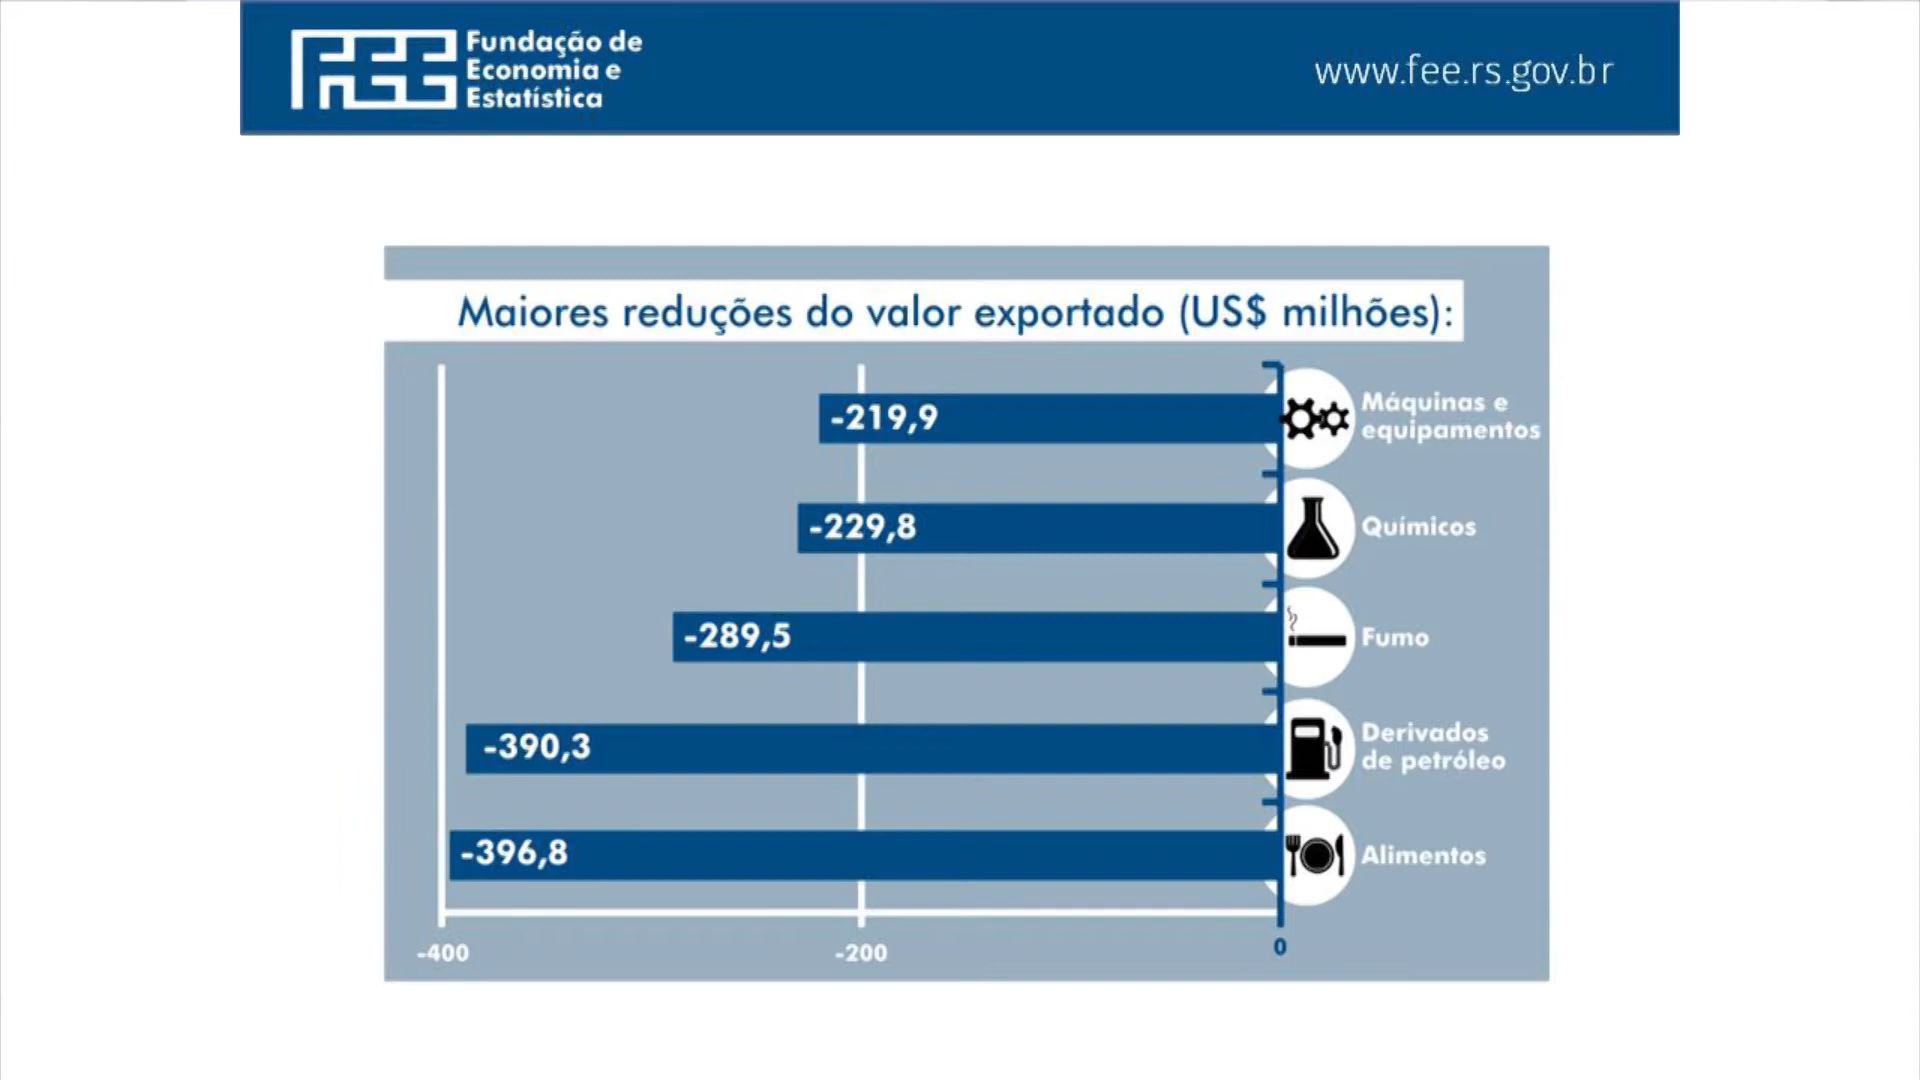 FEE
Fundação de
Economia e
Estatística
www.fee.rs.gov.br
Maiores reduções do valor exportado (US$ milhões):
-219,9
Máquinas e
equipamentos
-229,8
Químicos
-289,5
Fumo
-390,3
Derivados
de petróleo
-396,8
Alimentos
-400
-200
0